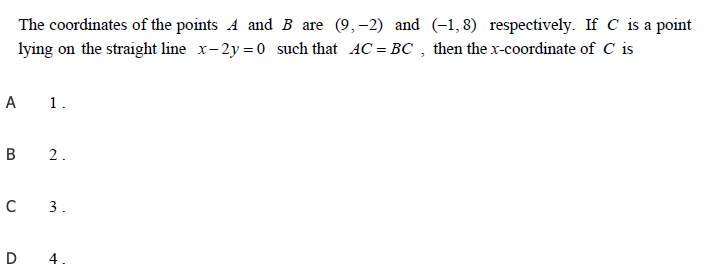 The coordinates of the points A and B are (9, −2) and (−1, 8) respectively. If C is a point
lying on the straight line x − 2y = 0 such that AC = BC , then the x-coordinate of C is
A 1 .
B 2 .
C 3 .
D 4 .